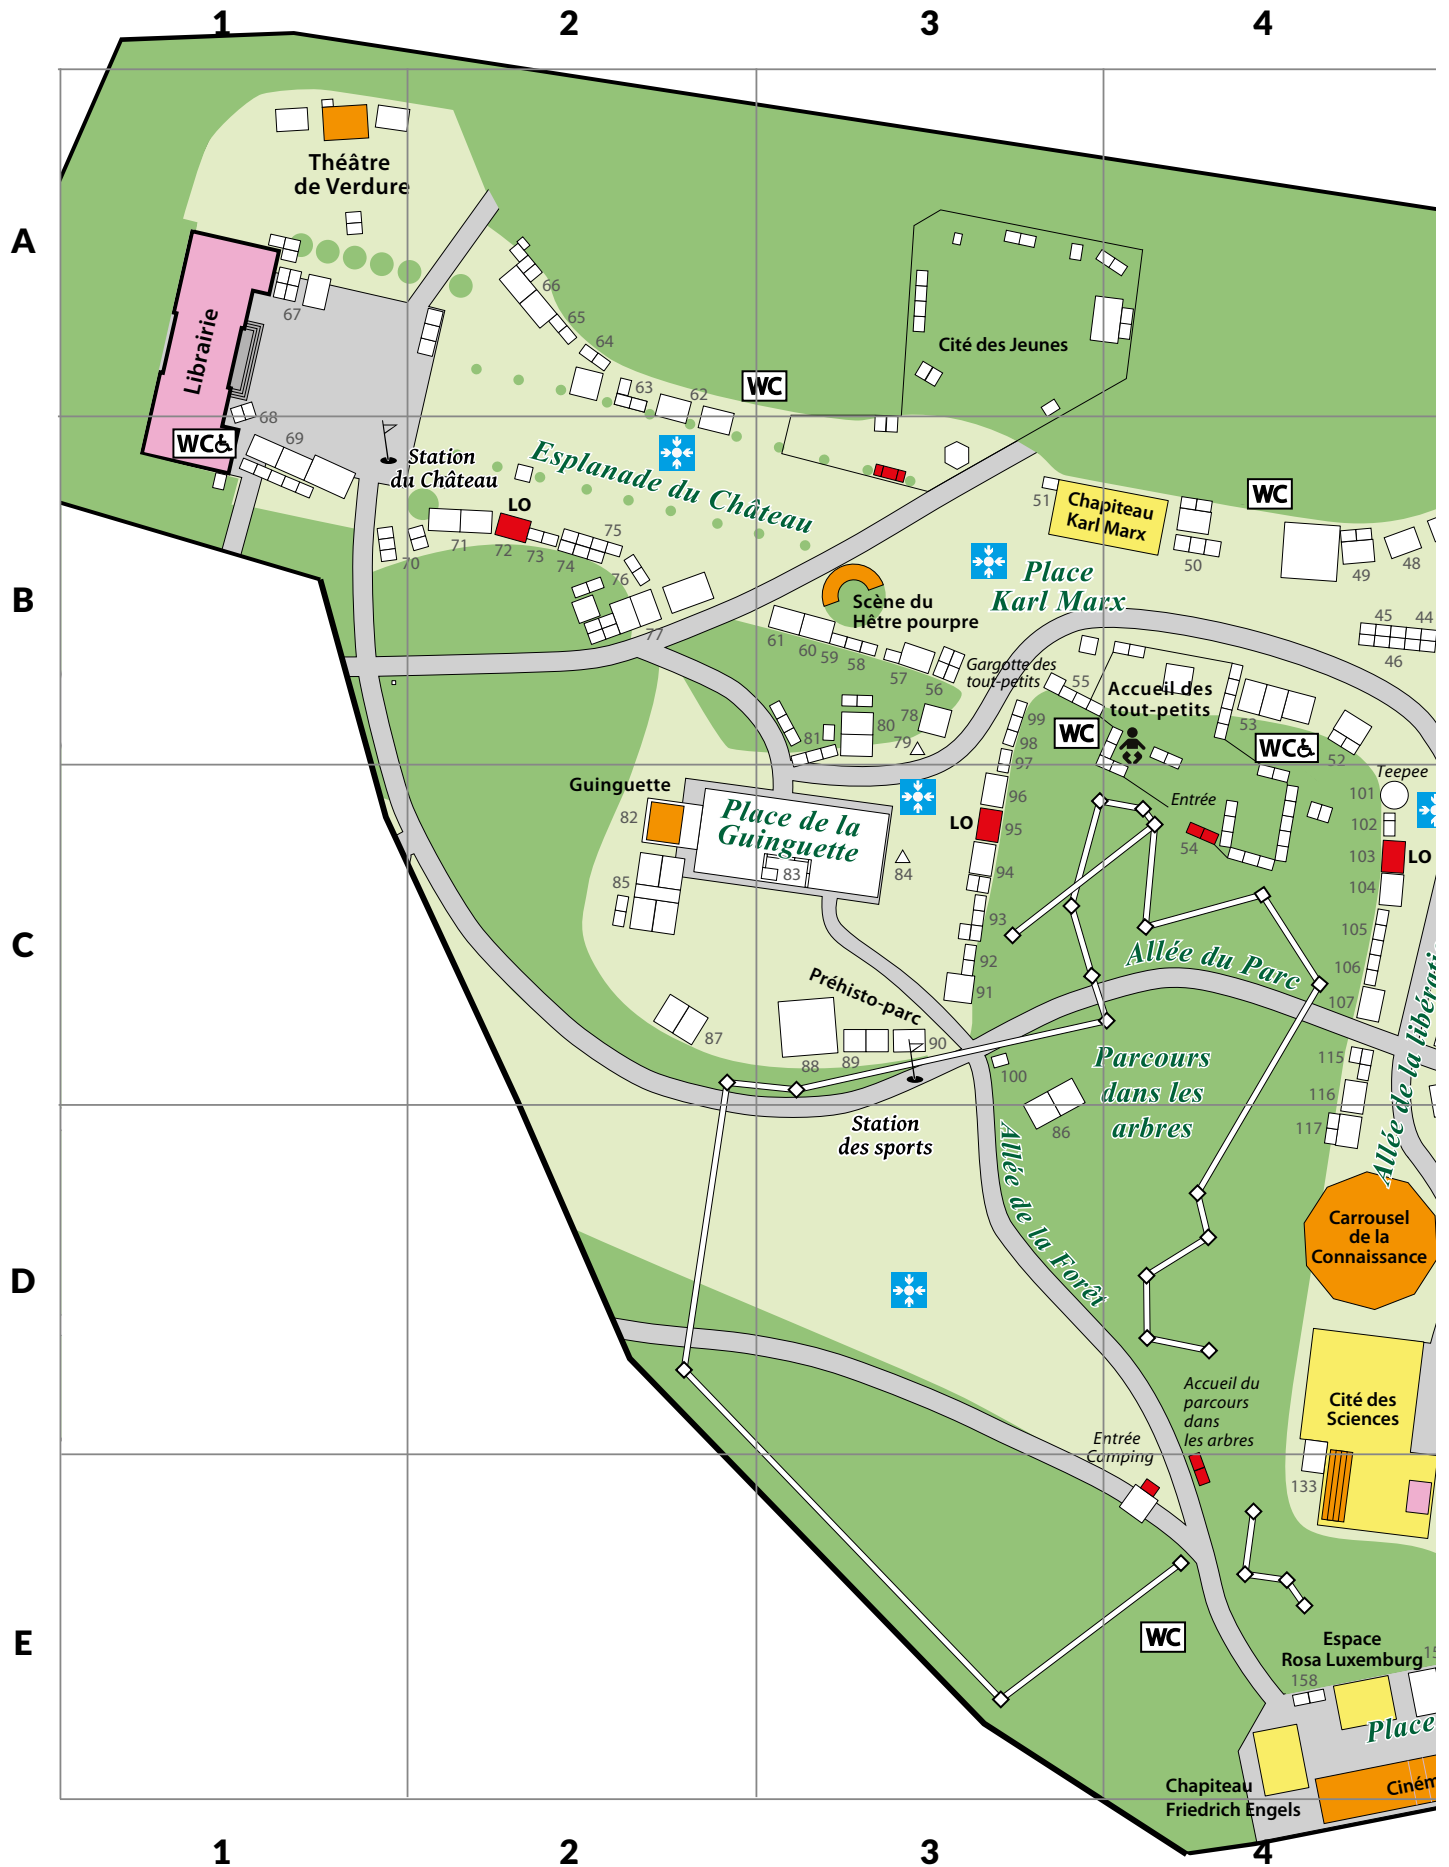 1 2 3 4
Théâtre
de Verdure
A
66
67
65
64
Cité des Jeunes
Librairie
63
62
WC
68
WC
69
Station
du Château
Esplanade du Château
51
Chapiteau
Karl Marx
WC
LO
71
72
73
74
75
70
76
50
49
48
Place
Karl Marx
B
Scène du
Hêtre pourpre
77
61
60
59
58
57
56
45
44
46
Gargotte des
tout-petits
55
Accueil des
tout-petits
53
78
80
81
79
99
98
97
WC
WC
52
Guinguette
82
Place de la
Guinguette
96
LO
95
Entrée
54
Teepee
101
102
103
LO
104
83
84
94
85
93
105
C
92
Allée du Parc
106
91
107
Préhisto-parc
87
88
89
90
100
Parcours
dans les
arbres
115
116
117
86
Allée de la libérati
Station
des sports
Allée de la Forêt
Carrousel
de la
Connaissance
D
Accueil du
parcours
dans
les arbres
Cité des
Sciences
Entrée
Camping
133
E
WC
Espace
Rosa Luxemburg
15
158
Place
Chapiteau
Friedrich Engels
Ciném
1 2 3 4